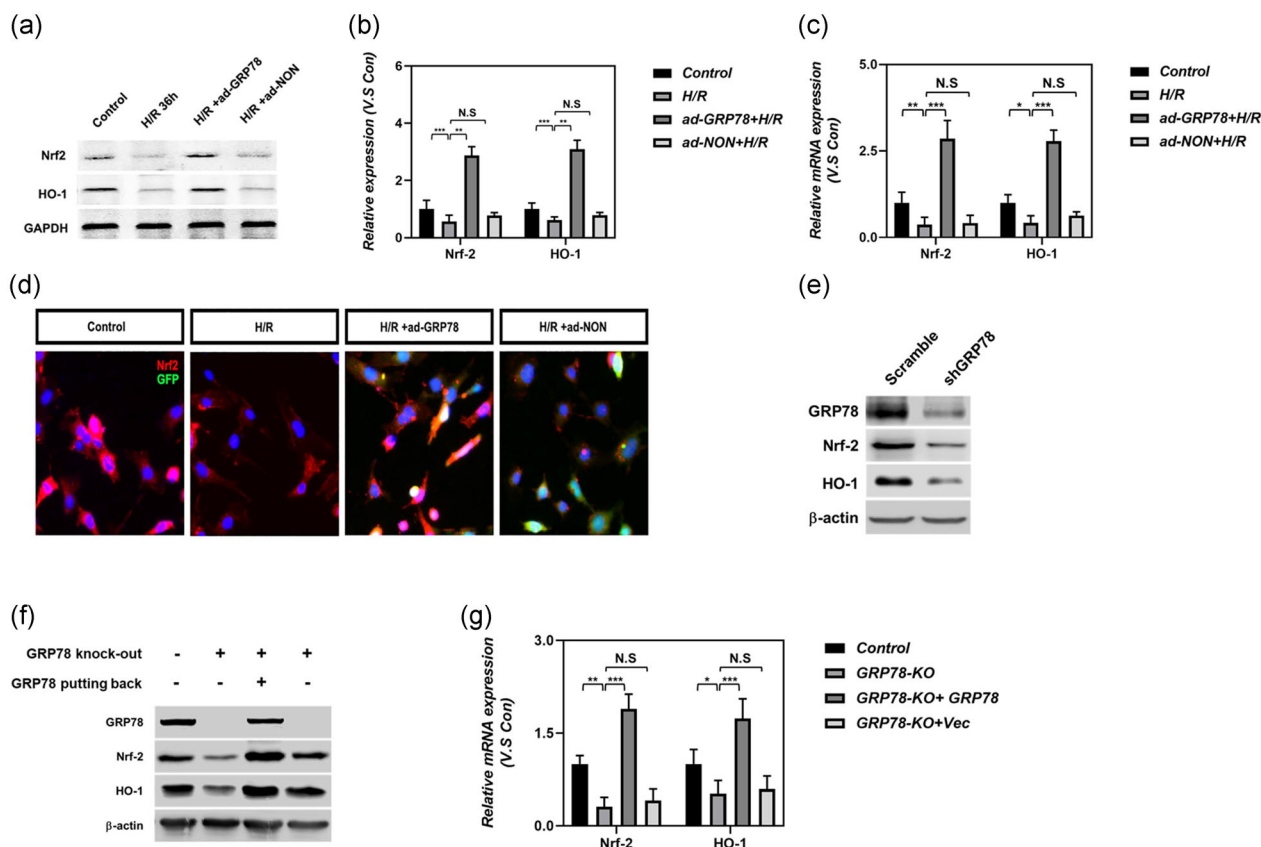 (a)
Control
H/R 36h
H/R +ad-GRP78
H/R +ad-NON
Nrf2
HO-1
GAPDH
(b)
Relative expression (V.S Con)
6
4
2
0
*** ** N.S
*** ** N.S
Nrf-2 HO-1
Control
H/R
ad-GRP78+H/R
ad-NON+H/R
(c)
Relative mRNA expression
(V.S Con)
5.0
2.5
0.0
** *** N.S
* *** N.S
Nrf-2 HO-1
Control
H/R
ad-GRP78+H/R
ad-NON+H/R
(d)
Control H/R H/R +ad-GRP78 H/R +ad-NON
Nrf2
GFP
(e)
Scramble
shGRP78
GRP78
Nrf-2
HO-1
β-actin
(f)
GRP78 knock-out - + + +
GRP78 putting back - - + -
GRP78
Nrf-2
HO-1
β-actin
(g)
Relative mRNA expression
(V.S Con)
3.0
1.5
0.0
** *** N.S
* *** N.S
Nrf-2 HO-1
Control
GRP78-KO
GRP78-KO+ GRP78
GRP78-KO+Vec